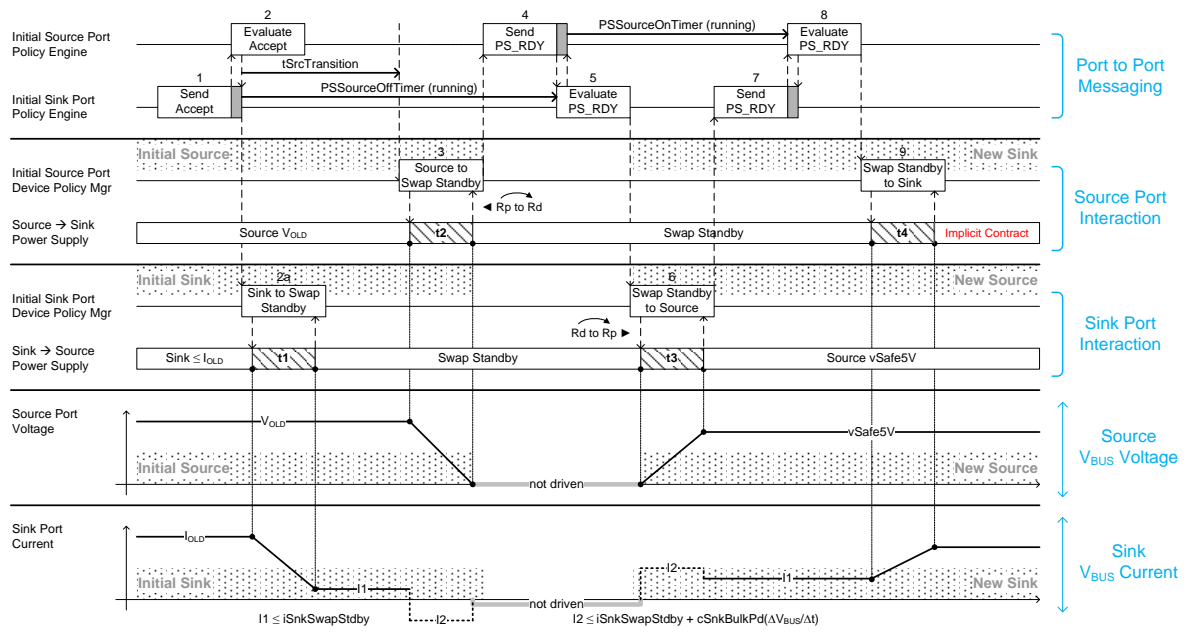 2
4
PSSourceOnTimer (running)
8
Initial Source Port
Policy Engine
Evaluate
Accept
Send
PS_RDY
Evaluate
PS_RDY
tSrcTransition
1
PSSourceOffTimer (running)
5
7
Initial Sink Port
Policy Engine
Send
Accept
Evaluate
PS_RDY
Send
PS_RDY
Port to Port
Messaging
Initial Source
New Sink
3
9
Initial Source Port
Device Policy Mgr
Source to
Swap Standby
Swap Standby
to Sink
Rp to Rd
Source → Sink
Power Supply
Source VOLD
t2
Swap Standby
t4
Implicit Contract
Source Port
Interaction
Initial Sink
New Source
2a
6
Initial Sink Port
Device Policy Mgr
Sink to Swap
Standby
Swap Standby
to Source
Rd to Rp
Sink → Source
Power Supply
Sink ≤ IOLD
t1
Swap Standby
t3
Source vSafe5V
Sink Port
Interaction
Source Port
Voltage
VOLD
vSafe5V
Initial Source
New Source
not driven
Source
VBUS Voltage
Sink Port
Current
IOLD
Initial Sink
New Sink
I1
I2
not driven
I2
I1
I1 ≤ iSnkSwapStdby
I2 ≤ iSnkSwapStdby + cSnkBulkPd(ΔVBUS/Δt)
Sink
VBUS Current